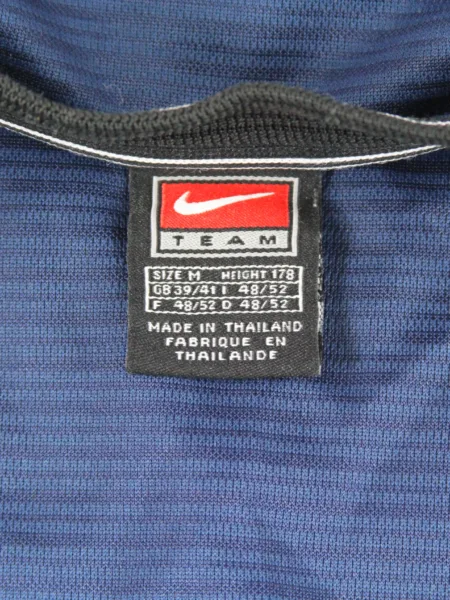 TEAM
SIZE M HEIGHT 178
GB 39/41 I 48/52
F 48/52 D 48/52
MADE IN THAILAND
FABRIQUE EN
THAILANDE